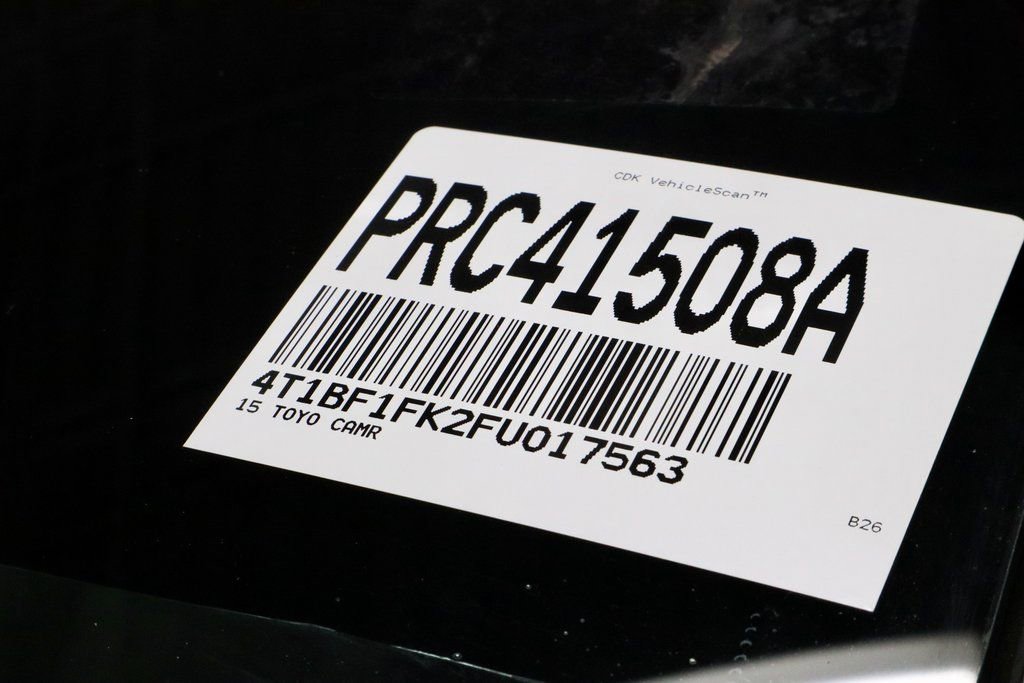 CDK VehicleScan™
PRC41508A
4T1BF1FK2FU017563
15 TOYO CAMR
B26